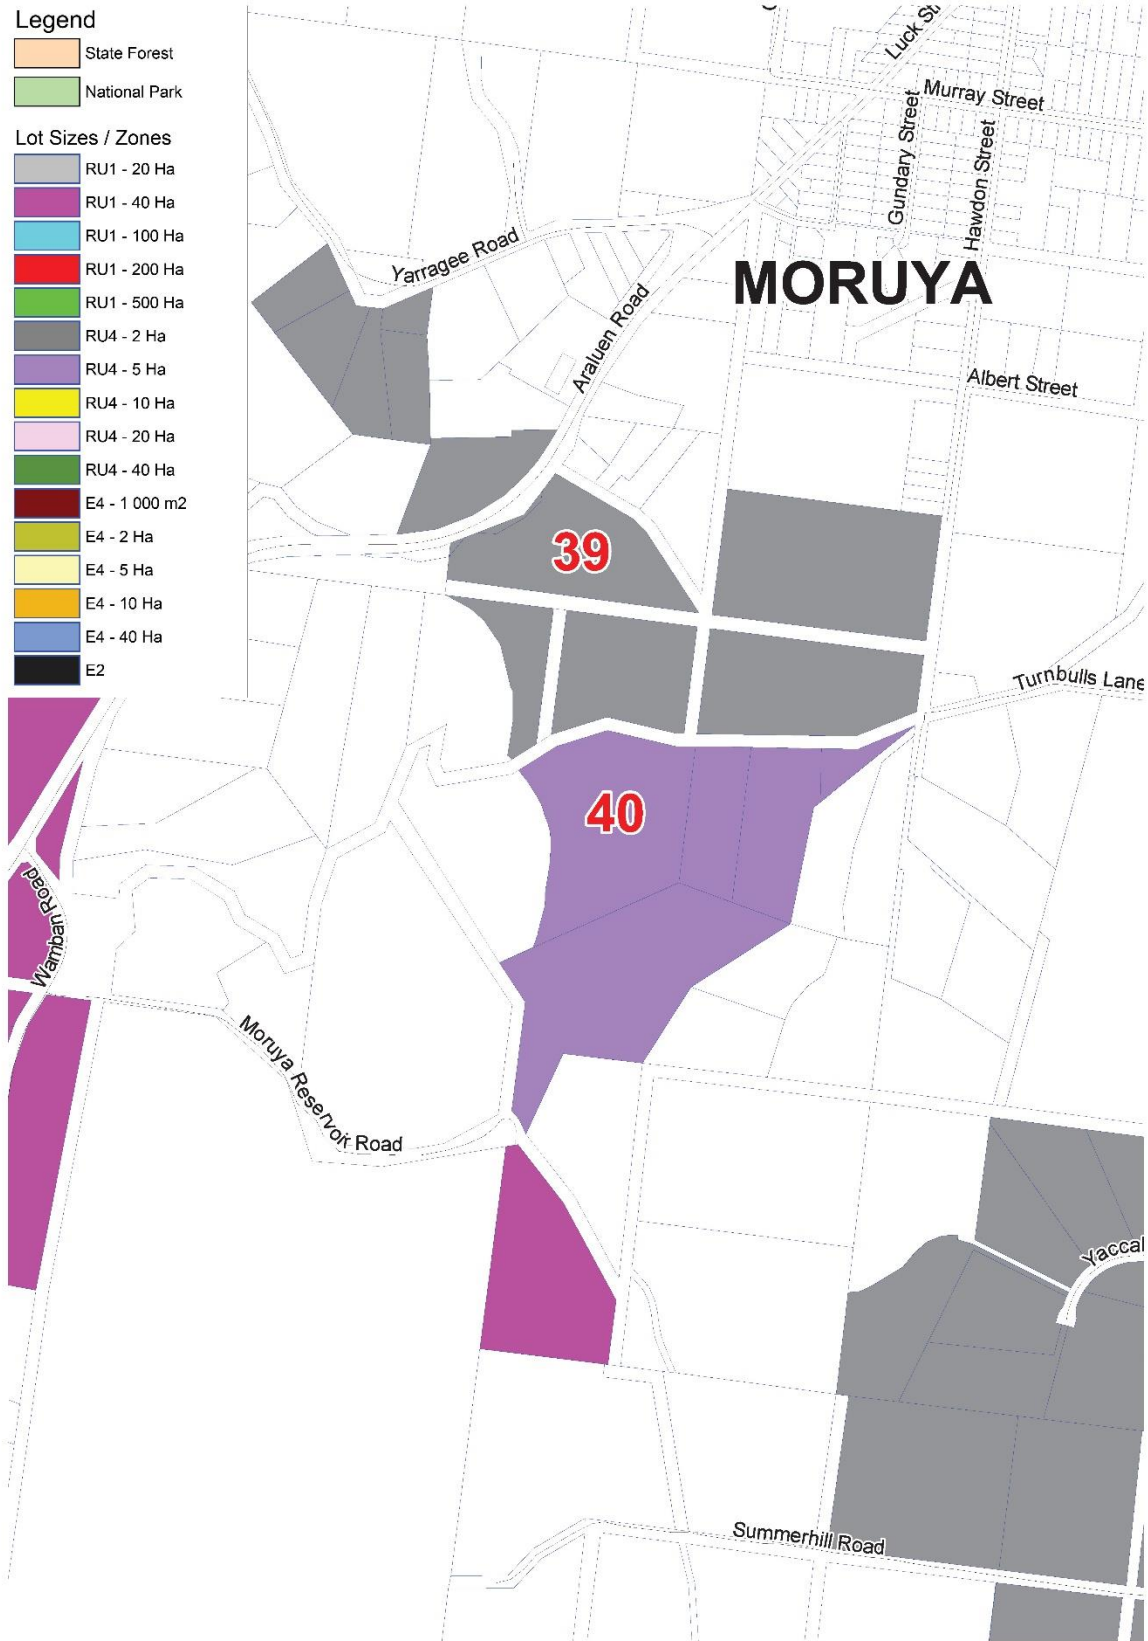 Legend
State Forest
National Park
Lot Sizes / Zones
RU1 - 20 Ha
RU1 - 40 Ha
RU1 - 100 Ha
RU1 - 200 Ha
RU1 - 500 Ha
RU4 - 2 Ha
RU4 - 5 Ha
RU4 - 10 Ha
RU4 - 20 Ha
RU4 - 40 Ha
E4 - 1 000 m2
E4 - 2 Ha
E4 - 5 Ha
E4 - 10 Ha
E4 - 40 Ha
E2
Luck Str
Murray Street
Gundary Street
Hawdon Street
Yarragee Road
MORUYA
Araluen Road
Albert Street
39
Turnbulls Lane
40
Wamban Road
Moruya Reservoir Road
Yaccal
Summerhill Road